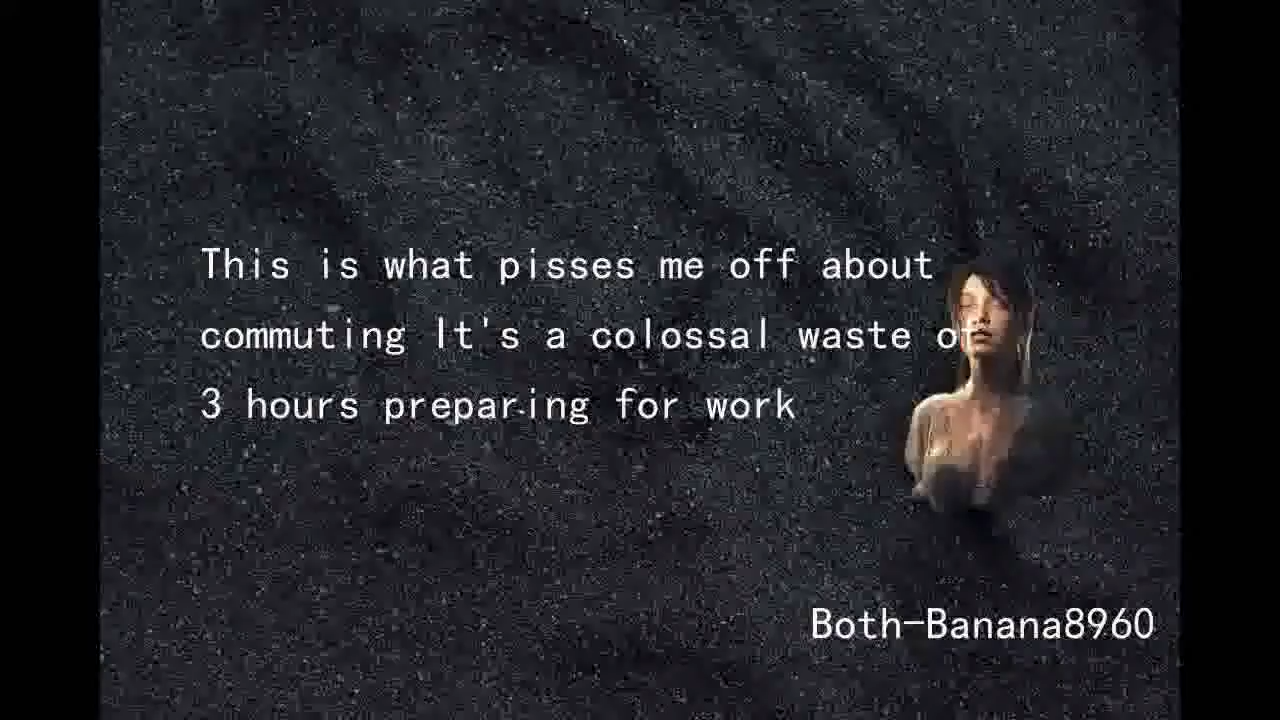 This is what pisses me off about
commuting It's a colossal waste of
3 hours preparing for work
Both-Banana8960